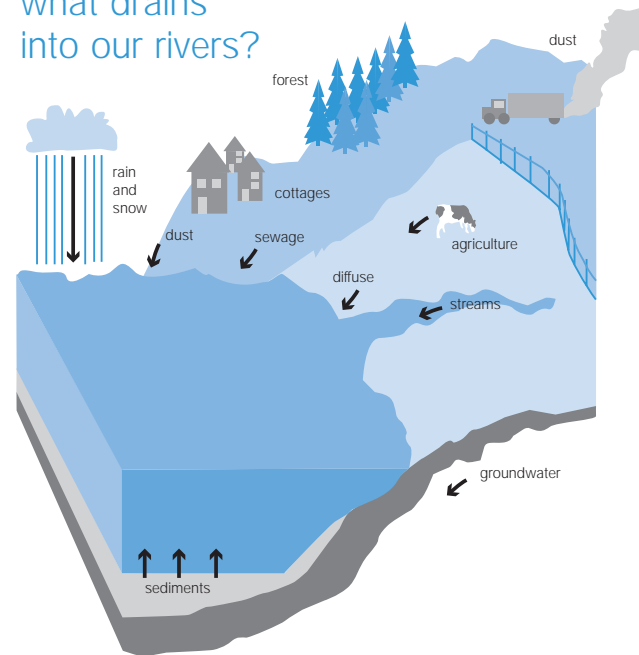 what drains
into our rivers?
dust
forest
rain
and
snow
cottages
dust
sewage
agriculture
diffuse
streams
groundwater
sediments